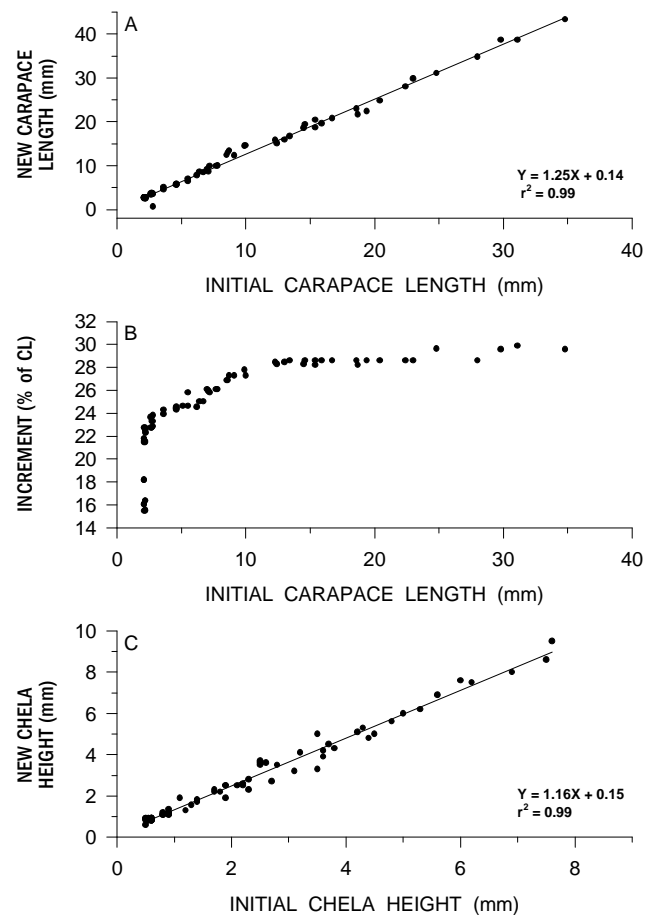 A
NEW CARAPACE
LENGTH (mm)
40
30
20
10
0
Y = 1.25X + 0.14
r² = 0.99
0 10 20 30 40
INITIAL CARAPACE LENGTH (mm)
B
INCREMENT (% of CL)
32
30
28
26
24
22
20
18
16
14
0 10 20 30 40
INITIAL CARAPACE LENGTH (mm)
C
NEW CHELA
HEIGHT (mm)
10
8
6
4
2
0
Y = 1.16X + 0.15
r² = 0.99
0 2 4 6 8
INITIAL CHELA HEIGHT (mm)